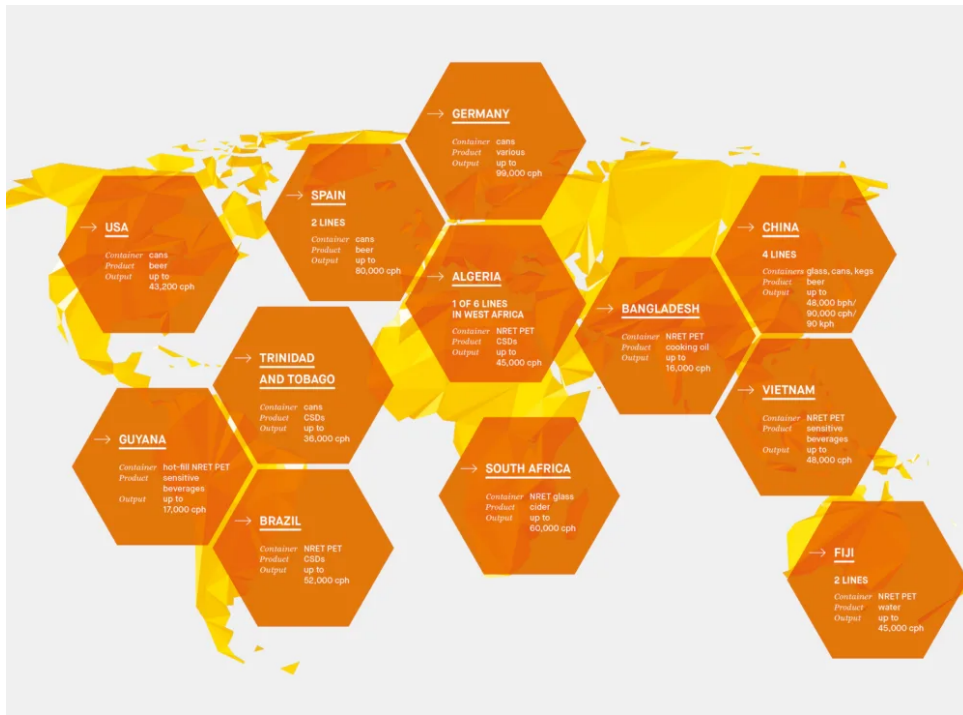 → GERMANY
Container cans
Product various
Output up to
99,000 cph
→ SPAIN
2 LINES
Container cans
Product beer
Output up to
80,000 cph
→ USA
Container cans
Product beer
Output up to
43,200 cph
→ CHINA
4 LINES
Containers glass, cans, kegs
Product beer
Output up to
48,000 bph/
90,000 cph/
90 kph
→ ALGERIA
1 OF 6 LINES
IN WEST AFRICA
Container NRET PET
Product CSDs
Output up to
45,000 cph
→ BANGLADESH
Container NRET PET
Product cooking oil
Output up to
16,000 cph
→ TRINIDAD
AND TOBAGO
Container cans
Product CSDs
Output up to
36,000 cph
→ VIETNAM
Container NRET PET
Product sensitive
beverages
Output up to
48,000 cph
→ GUYANA
Container hot-fill NRET PET
Product sensitive
beverages
Output up to
17,000 cph
→ SOUTH AFRICA
Container NRET glass
Product cider
Output up to
60,000 cph
→ BRAZIL
Container NRET PET
Product CSDs
Output up to
52,000 cph
→ FIJI
2 LINES
Container NRET PET
Product water
Output up to
45,000 cph